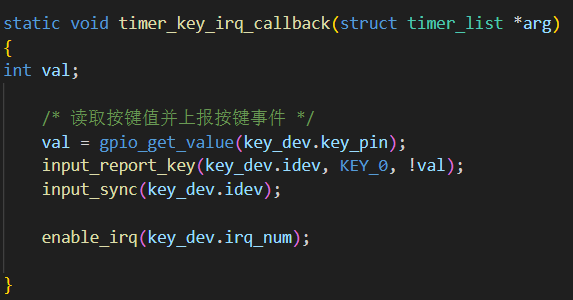 static void timer_key_irq_callback(struct timer_list *arg)
{
int val;
/* 读取按键值并上报按键事件 */
val = gpio_get_value(key_dev.key_pin);
input_report_key(key_dev.idev, KEY_0, !val);
input_sync(key_dev.idev);
enable_irq(key_dev.irq_num);
}